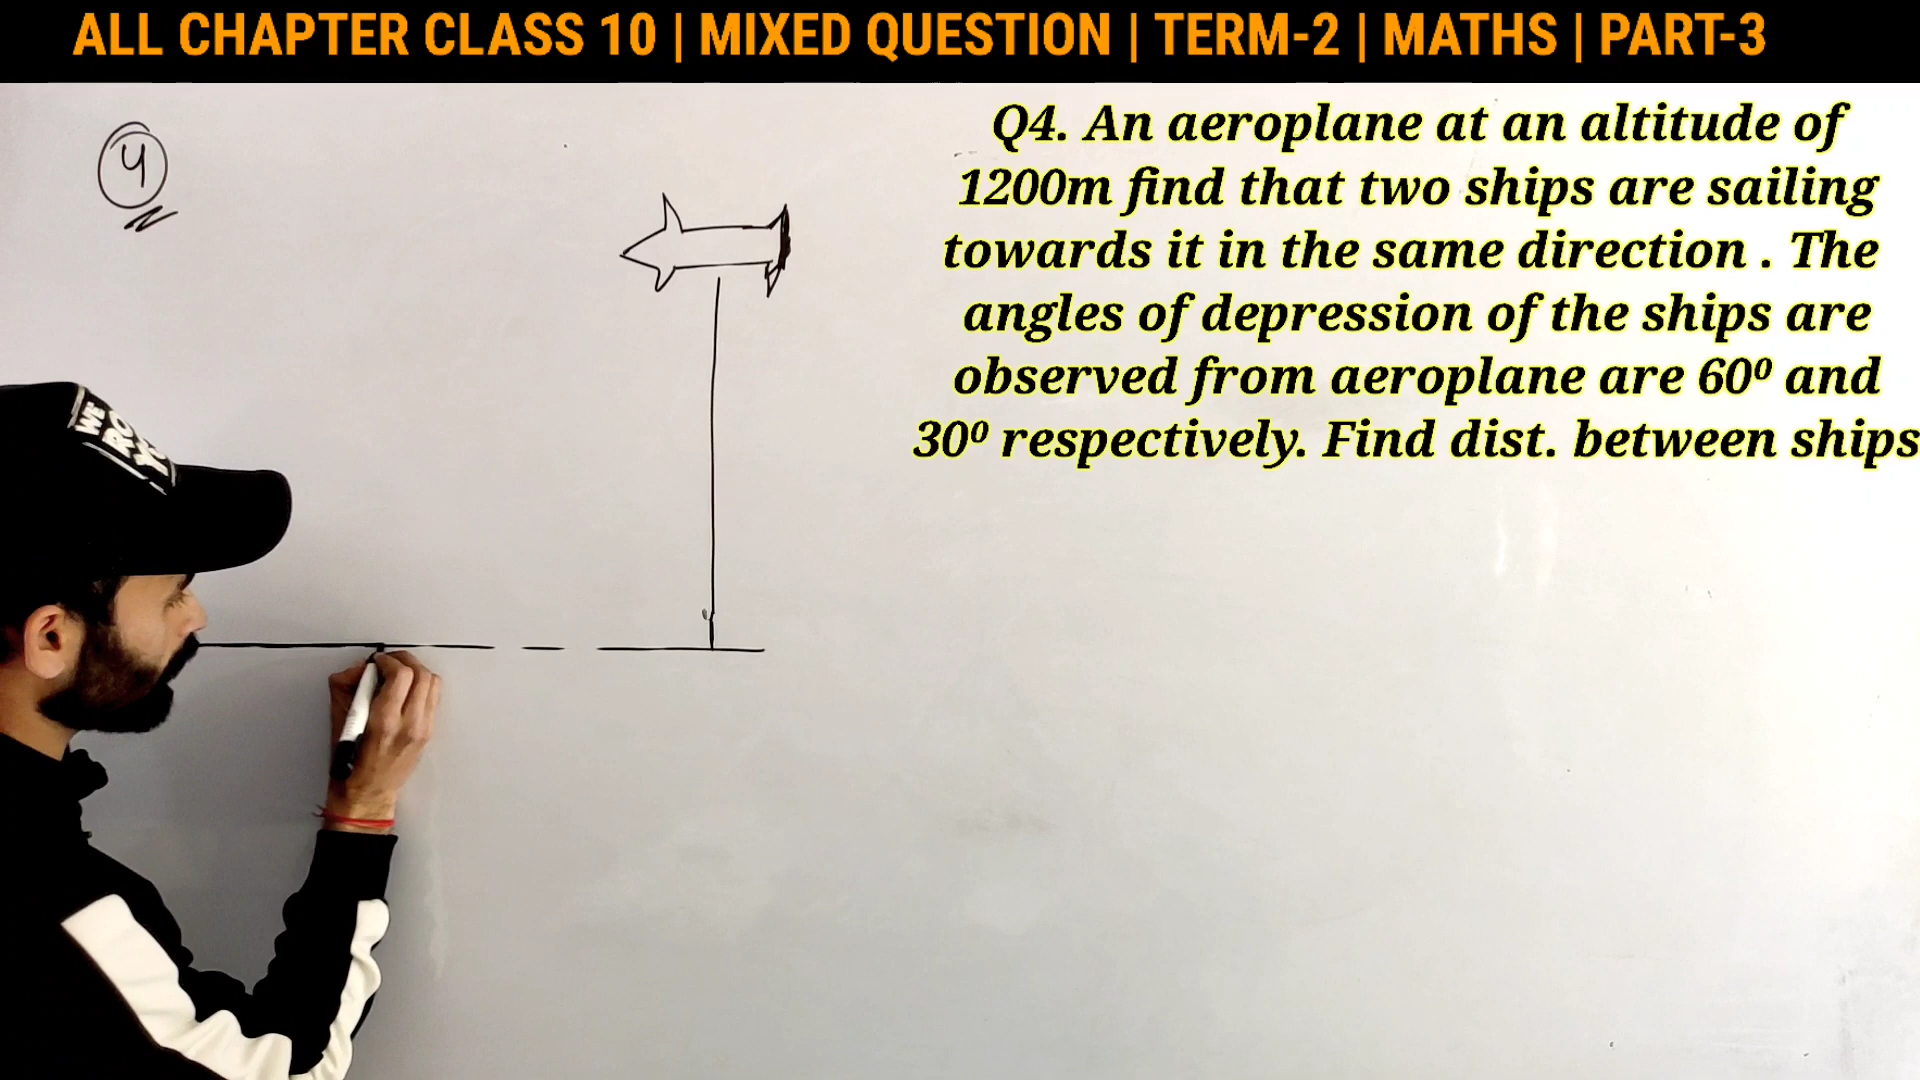 ALL CHAPTER CLASS 10 | MIXED QUESTION | TERM-2 | MATHS | PART-3
4
Q4. An aeroplane at an altitude of
1200m find that two ships are sailing
towards it in the same direction . The
angles of depression of the ships are
observed from aeroplane are 60⁰ and
30⁰ respectively. Find dist. between ships
WE